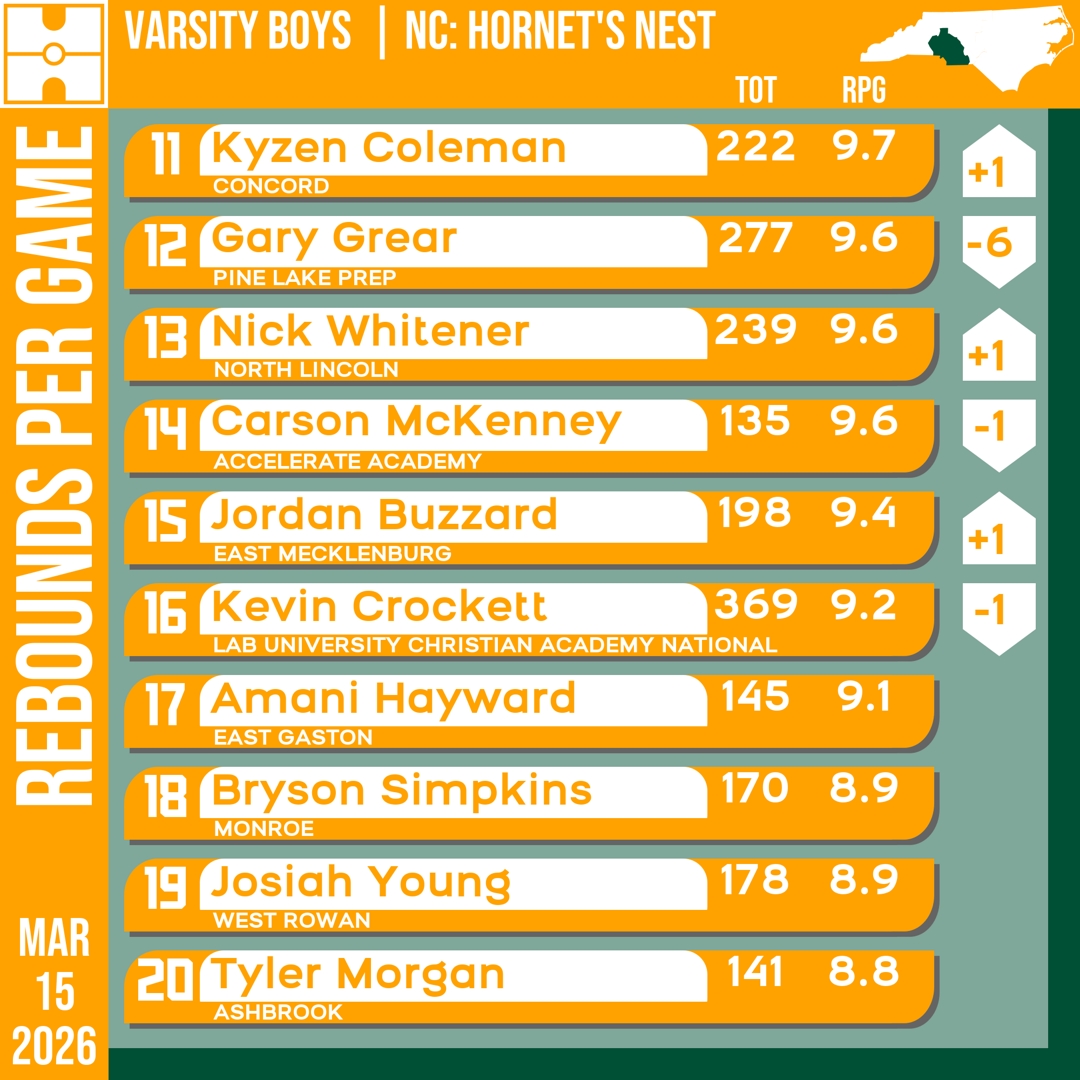 VARSITY BOYS | NC: HORNET'S NEST
TOT RPG
REBOUNDS PER GAME
MAR
15
2026
11 Kyzen Coleman 222 9.7 +1
CONCORD
12 Gary Grear 277 9.6 -6
PINE LAKE PREP
13 Nick Whitener 239 9.6 +1
NORTH LINCOLN
14 Carson McKenney 135 9.6 -1
ACCELERATE ACADEMY
15 Jordan Buzzard 198 9.4 +1
EAST MECKLENBURG
16 Kevin Crockett 369 9.2 -1
LAB UNIVERSITY CHRISTIAN ACADEMY NATIONAL
17 Amani Hayward 145 9.1
EAST GASTON
18 Bryson Simpkins 170 8.9
MONROE
19 Josiah Young 178 8.9
WEST ROWAN
20 Tyler Morgan 141 8.8
ASHBROOK